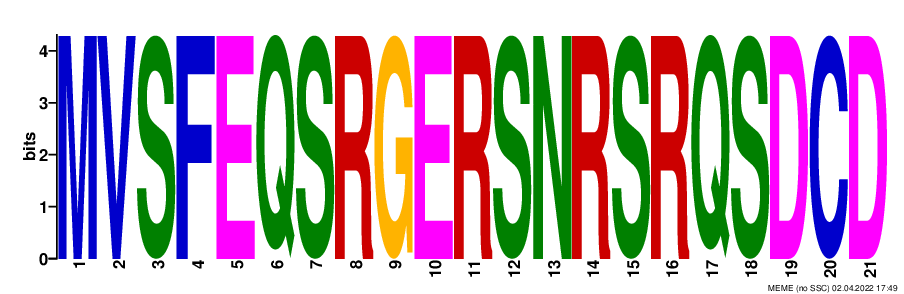 4
3
2
1
0
bits
MVSFEQSRGERSNRSRQSDCD
1 2 3 4 5 6 7 8 9 10 11 12 13 14 15 16 17 18 19 20 21
MEME (no SSC) 02.04.2022 17:49